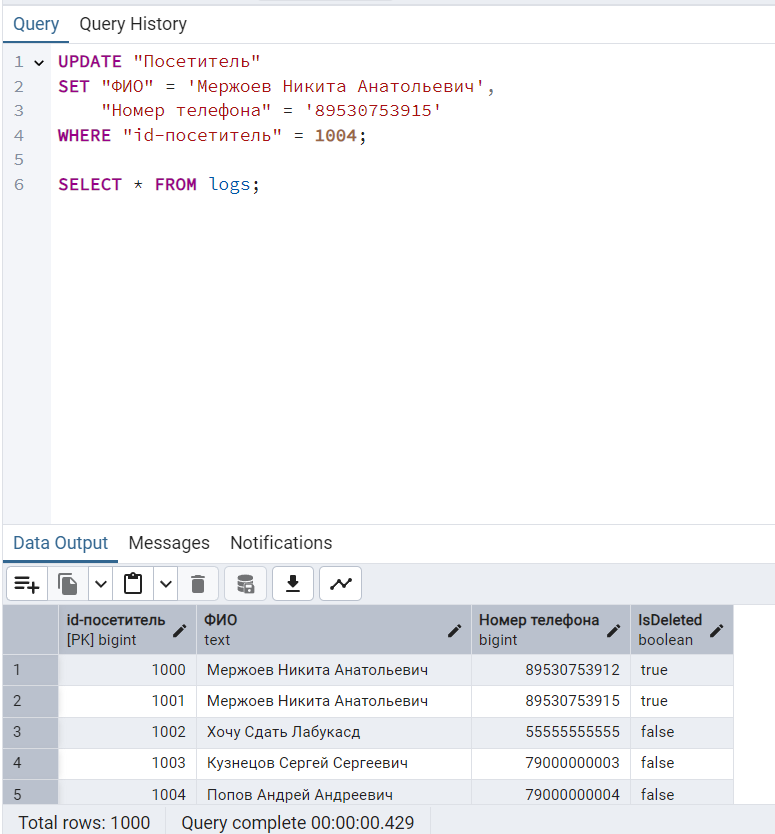 Query Query History
1 UPDATE "Посетитель"
2 SET "ФИО" = 'Мержоев Никита Анатольевич',
3 "Номер телефона" = '89530753915'
4 WHERE "id-посетитель" = 1004;
5
6 SELECT * FROM logs;
Data Output Messages Notifications
id-посетитель ФИО Номер телефона IsDeleted
[PK] bigint text bigint boolean
1 1000 Мержоев Никита Анатольевич 89530753912 true
2 1001 Мержоев Никита Анатольевич 89530753915 true
3 1002 Хочу Сдать Лабукасд 55555555555 false
4 1003 Кузнецов Сергей Сергеевич 79000000003 false
5 1004 Попов Андрей Андреевич 79000000004 false
Total rows: 1000 Query complete 00:00:00.429